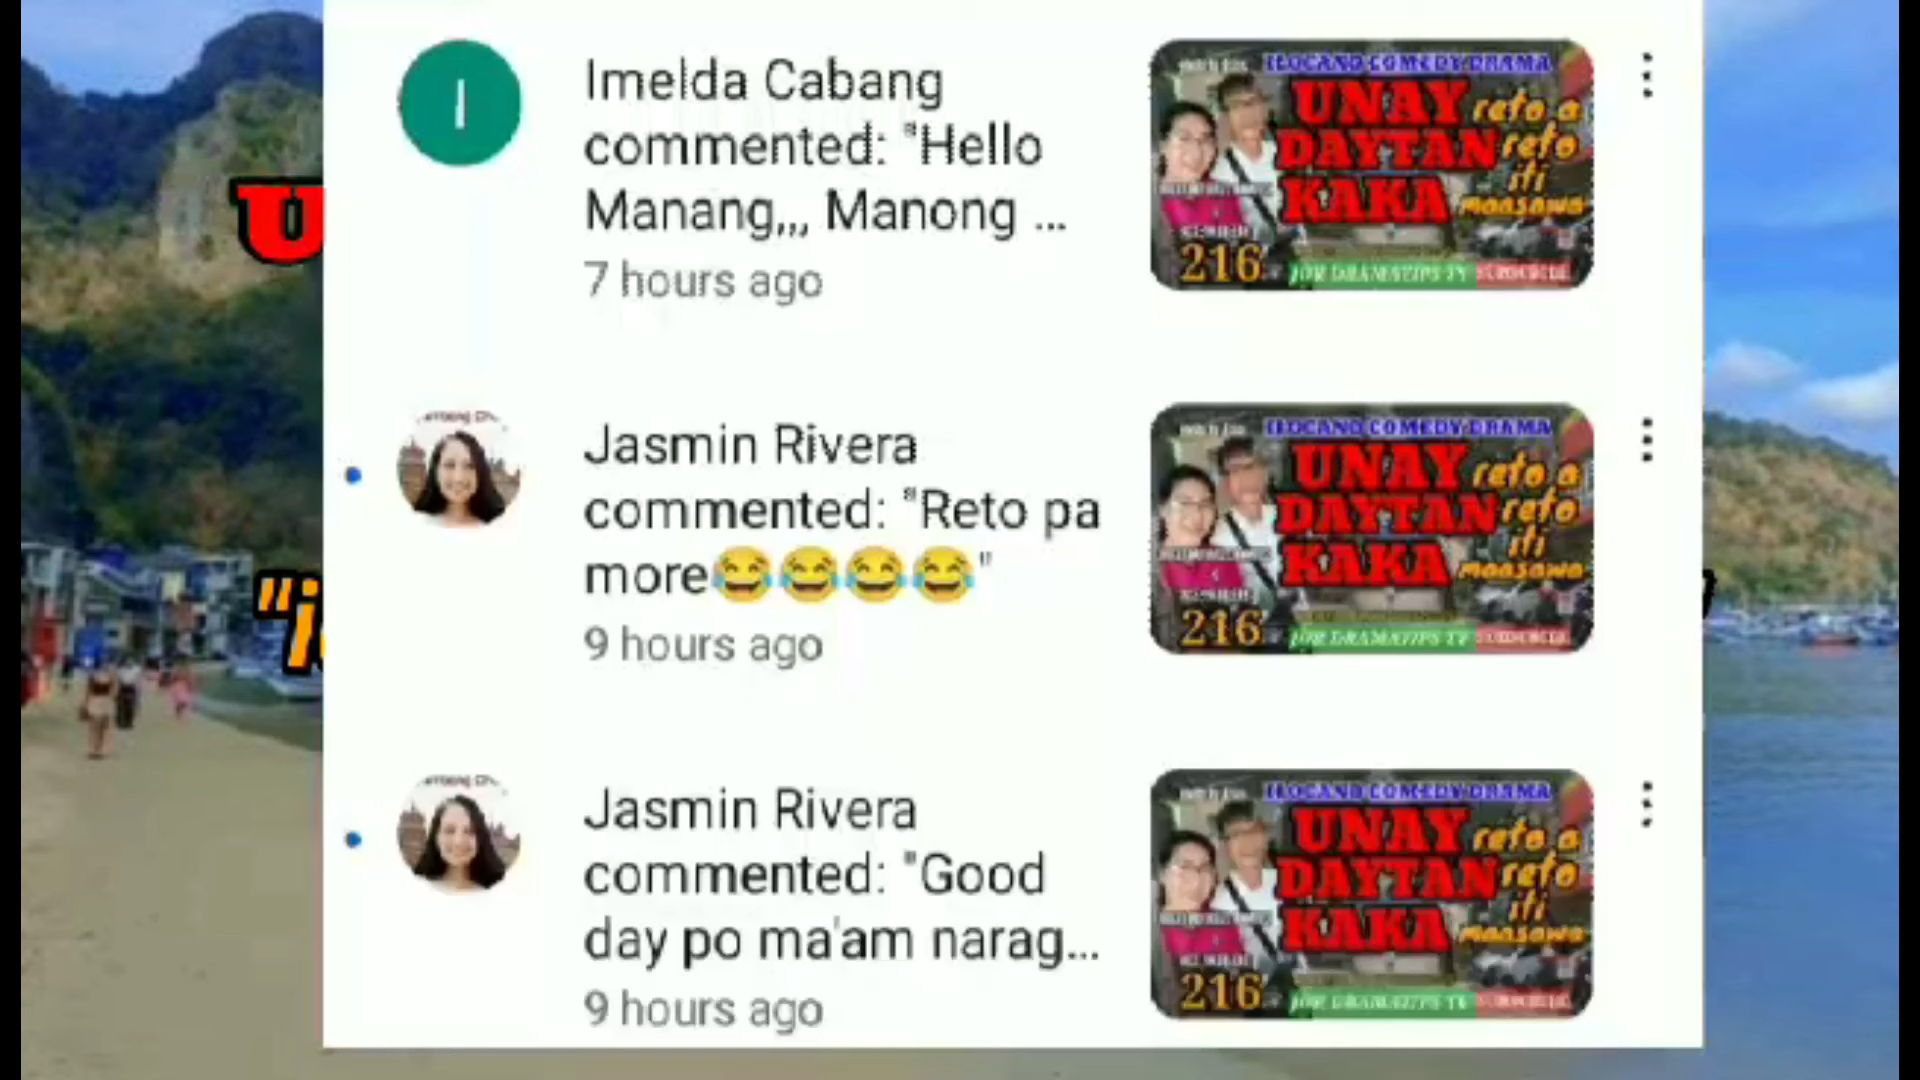 Imelda Cabang
commented: "Hello
Manang,,, Manong ...
7 hours ago
ILOCANO COMEDY DRAMA
UNAY reto a
DAYTAN reto
KAKA iti
216
SUBSCRIBE
Jasmin Rivera
commented: "Reto pa
more😂😂😂😂"
9 hours ago
ILOCANO COMEDY DRAMA
UNAY reto a
DAYTAN reto
KAKA iti
216
SUBSCRIBE
Jasmin Rivera
commented: "Good
day po ma'am narag...
9 hours ago
ILOCANO COMEDY DRAMA
UNAY reto a
DAYTAN reto
KAKA iti
216
SUBSCRIBE